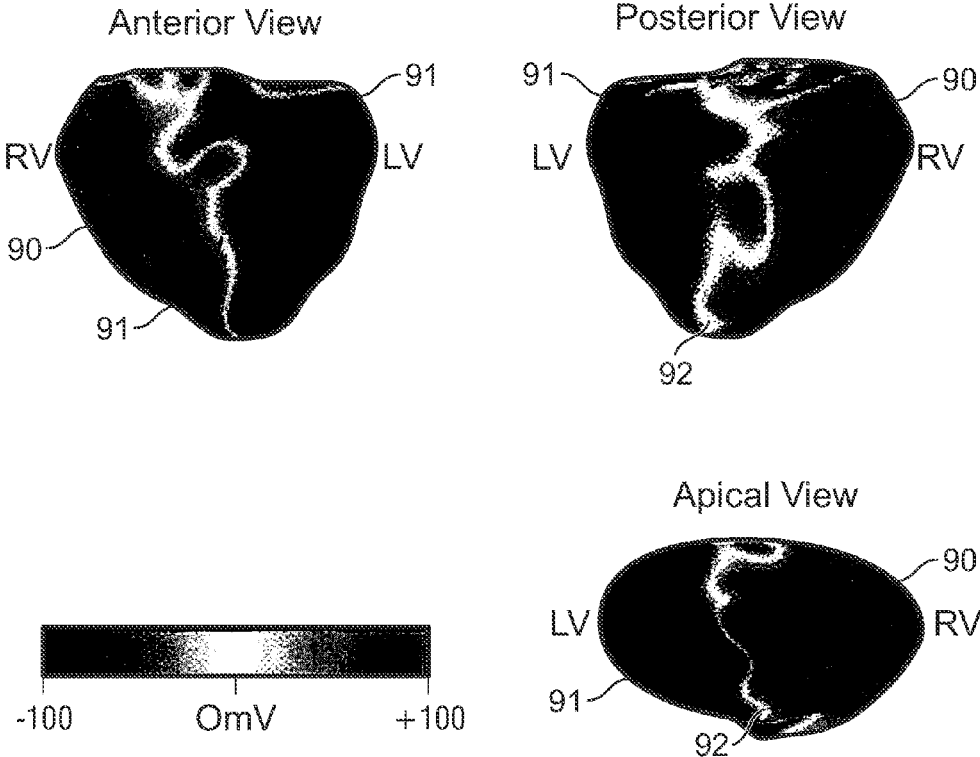 Anterior View
91
RV
LV
90
91
Posterior View
91
90
LV
RV
92
Apical View
90
LV
RV
91
92
-100
OmV
+100